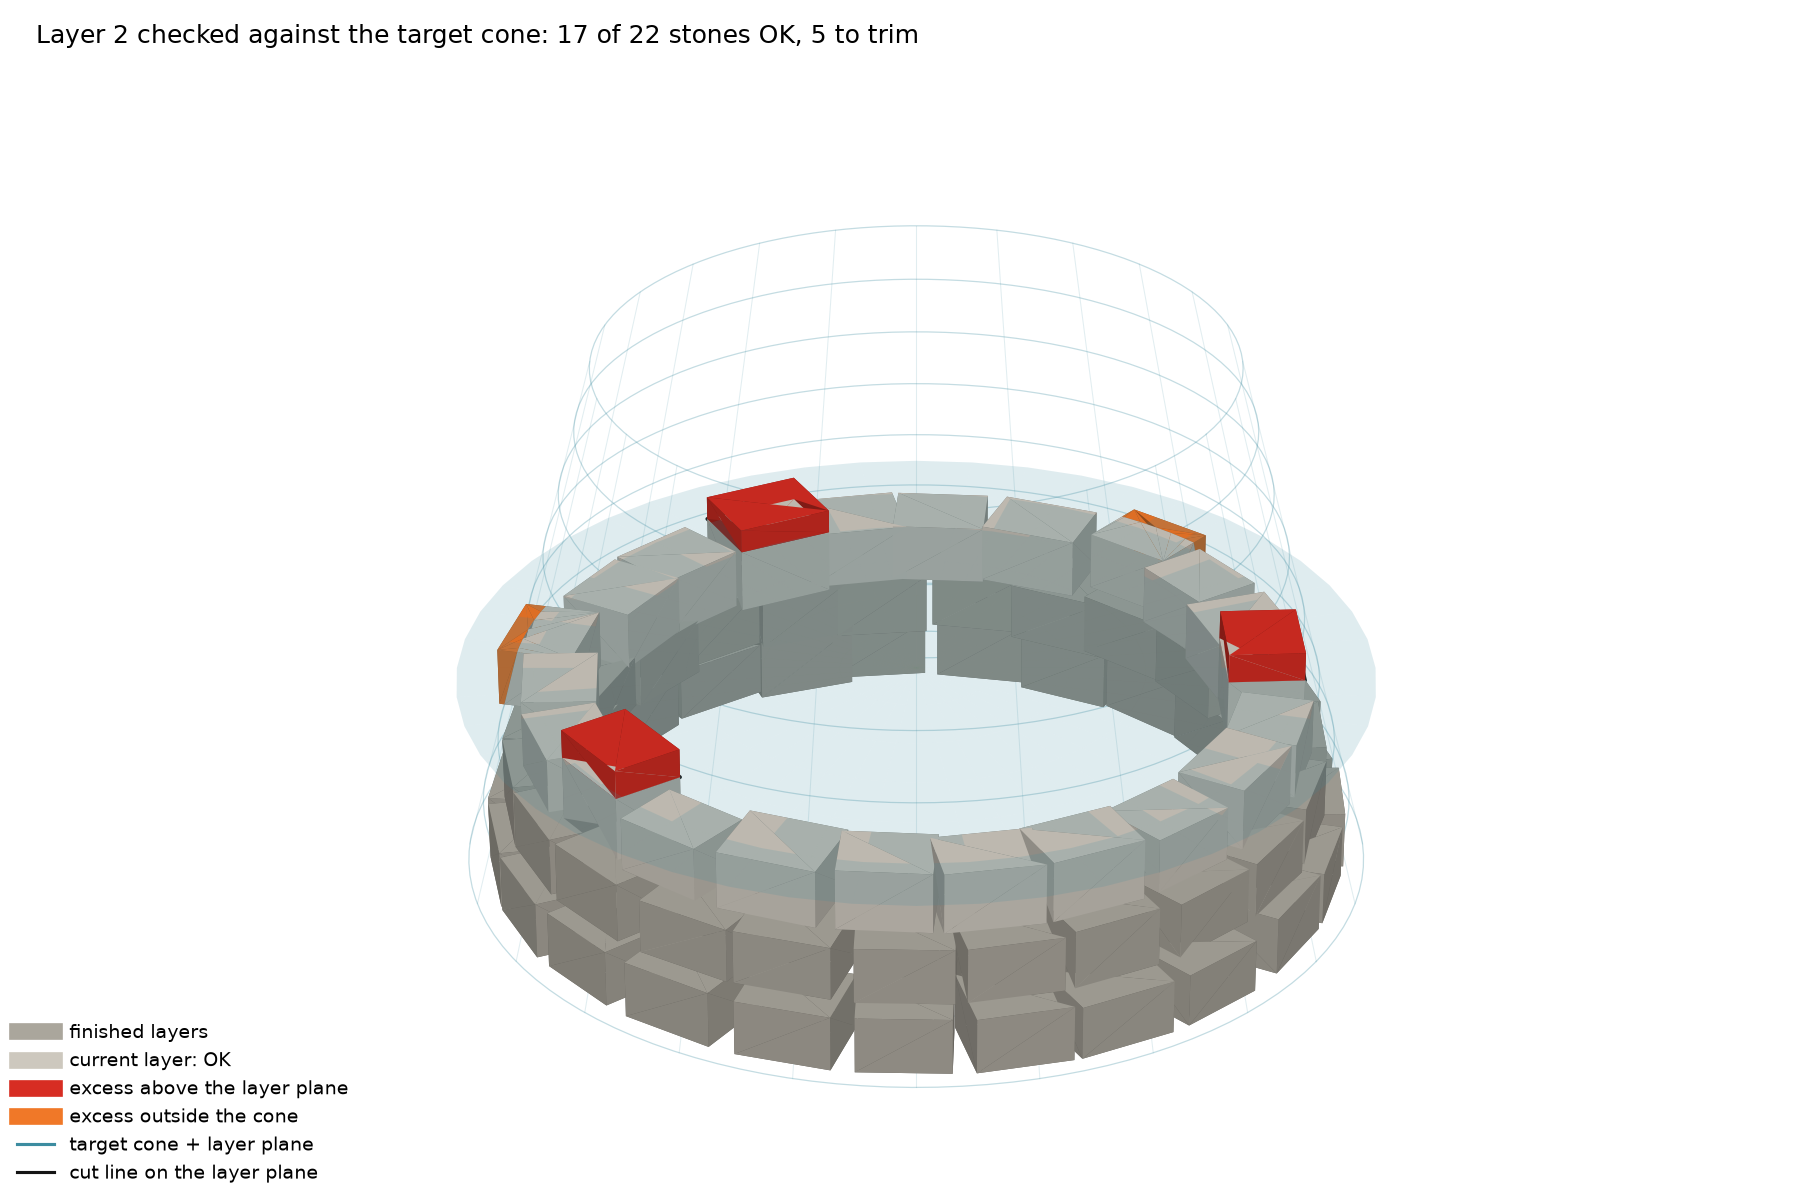 Layer 2 checked against the target cone: 17 of 22 stones OK, 5 to trim
finished layers
current layer: OK
excess above the layer plane
excess outside the cone
target cone + layer plane
cut line on the layer plane